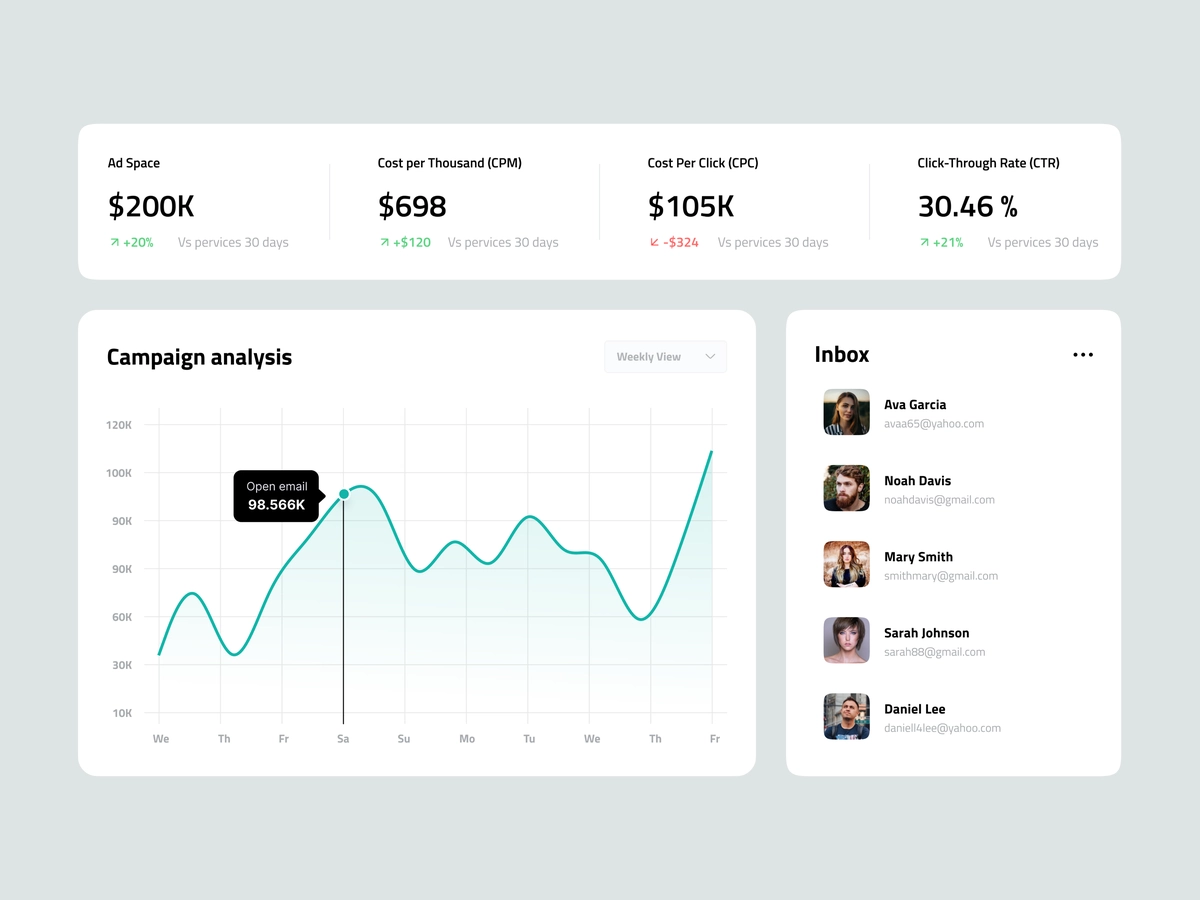 Ad Space
$200K
+20% Vs pervices 30 days
Cost per Thousand (CPM)
$698
+$120 Vs pervices 30 days
Cost Per Click (CPC)
$105K
-$324 Vs pervices 30 days
Click-Through Rate (CTR)
30.46 %
+21% Vs pervices 30 days
Campaign analysis
Weekly View
120K
100K
90K
90K
60K
30K
10K
Open email
98.566K
We Th Fr Sa Su Mo Tu We Th Fr
Inbox
Ava Garcia
avaa65@yahoo.com
Noah Davis
noahdavis@gmail.com
Mary Smith
smithmary@gmail.com
Sarah Johnson
sarah88@gmail.com
Daniel Lee
daniell4lee@yahoo.com